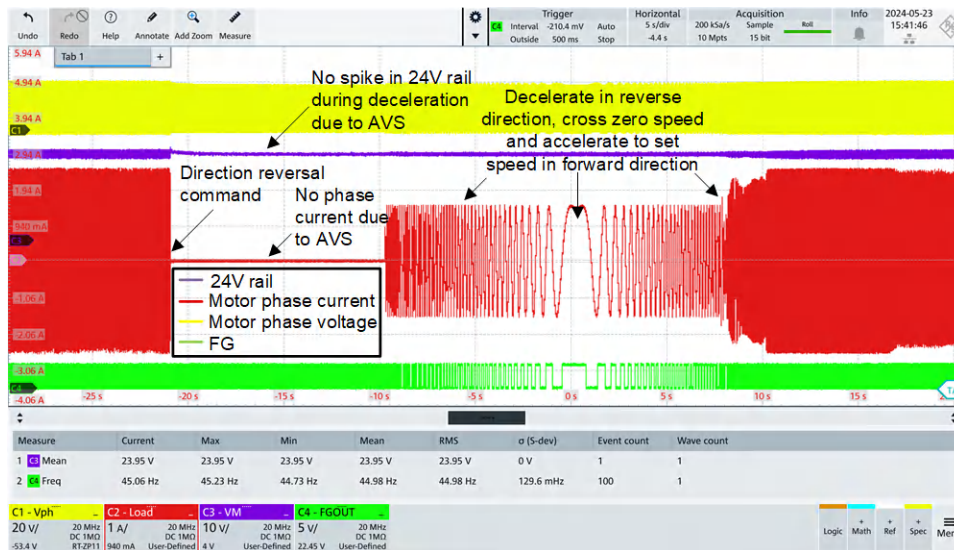 Undo
Redo
Help
Annotate
Add Zoom
Measure
Trigger
C4
Interval
-210.4 mV
Auto
Outside
500 ms
Stop
Horizontal
5 s/div
-4.4 s
Acquisition
200 kSa/s
Sample
Roll
10 Mpts
15 bit
Info
2024-05-23
15:41:46
Tab 1
+
5.94 A
4.94 A
3.94 A
2.94 A
1.94 A
940 mA
-1.06 A
-2.06 A
-3.06 A
-4.06 A
C1
C4
No spike in 24V rail
during deceleration
due to AVS
Decelerate in reverse
direction, cross zero speed
and accelerate to set
speed in forward direction
Direction reversal
command
No phase
current due
to AVS
24V rail
Motor phase current
Motor phase voltage
FG
-25 s
-20 s
-15 s
-10 s
-5 s
0 s
5 s
10 s
15 s
Measure Current Max Min Mean RMS σ (S-dev) Event count Wave count
1 C3 Mean 23.95 V 23.95 V 23.95 V 23.95 V 23.95 V 0 V 1 1
2 C4 Freq 45.06 Hz 45.23 Hz 44.73 Hz 44.98 Hz 44.98 Hz 129.6 mHz 100 1
C1 - Vph
20 V/ 20 MHz
DC 1MΩ
-53.4 V RT-ZP11
C2 - Load
1 A/ 20 MHz
DC 1MΩ
940 mA User-Defined
C3 - VM
10 V/ 20 MHz
DC 1MΩ
4 V User-Defined
C4 - FGOUT
5 V/ 20 MHz
DC 1MΩ
22.45 V User-Defined
Logic
+
Math
+
Ref
+
Spec